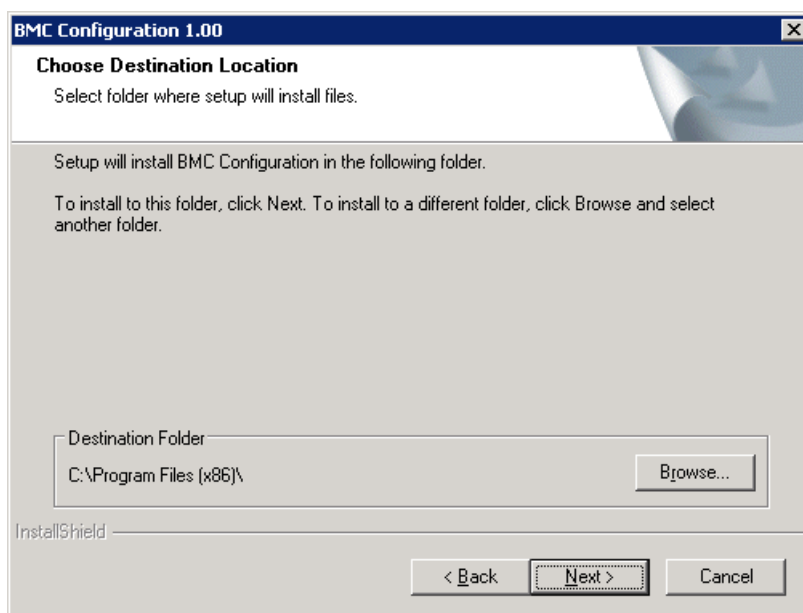 BMC Configuration 1.00
Choose Destination Location
Select folder where setup will install files.
Setup will install BMC Configuration in the following folder.
To install to this folder, click Next. To install to a different folder, click Browse and select
another folder.
Destination Folder
C:\Program Files (x86)\
Browse...
InstallShield
< Back
Next >
Cancel